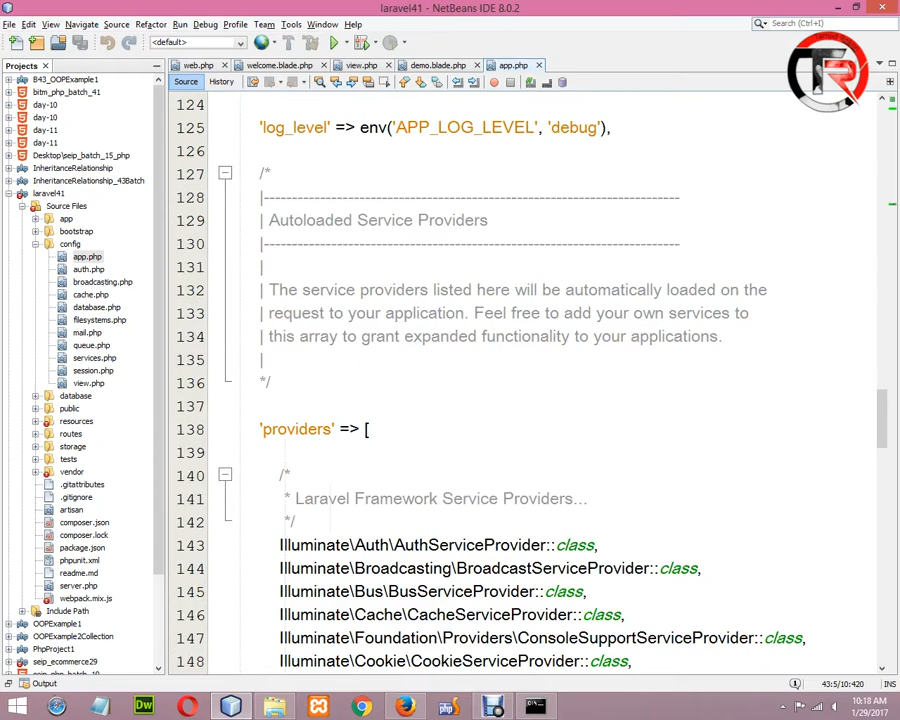 laravel41 - NetBeans IDE 8.0.2
File Edit View Navigate Source Refactor Run Debug Profile Team Tools Window Help
Search (Ctrl+I)
<default>
Projects
web.php welcome.blade.php view.php demo.blade.php app.php
Source History
B43_OOPExample1
bitm_php_batch_41
day-10
day-10
day-11
day-11
Desktop\seip_batch_15_php
InheritanceRelationship
InheritanceRelationship_43Batch
laravel41
Source Files
app
bootstrap
config
app.php
auth.php
broadcasting.php
cache.php
database.php
filesystems.php
mail.php
queue.php
services.php
session.php
view.php
database
public
resources
routes
storage
tests
vendor
.gitattributes
.gitignore
artisan
composer.json
composer.lock
package.json
phpunit.xml
readme.md
server.php
webpack.mix.js
Include Path
OOPExample1
OOPExample2Collection
PhpProject1
seip_ecommerce29
124
125 'log_level' => env('APP_LOG_LEVEL', 'debug'),
126
127 /*
128 |--------------------------------------------------------------------------
129 | Autoloaded Service Providers
130 |--------------------------------------------------------------------------
131 |
132 | The service providers listed here will be automatically loaded on the
133 | request to your application. Feel free to add your own services to
134 | this array to grant expanded functionality to your applications.
135 |
136 */
137
138 'providers' => [
139
140 /*
141 * Laravel Framework Service Providers...
142 */
143 Illuminate\Auth\AuthServiceProvider::class,
144 Illuminate\Broadcasting\BroadcastServiceProvider::class,
145 Illuminate\Bus\BusServiceProvider::class,
146 Illuminate\Cache\CacheServiceProvider::class,
147 Illuminate\Foundation\Providers\ConsoleSupportServiceProvider::class,
148 Illuminate\Cookie\CookieServiceProvider::class,
Output
43:5/10:420 INS
Dw
php
10:18 AM
1/29/2017